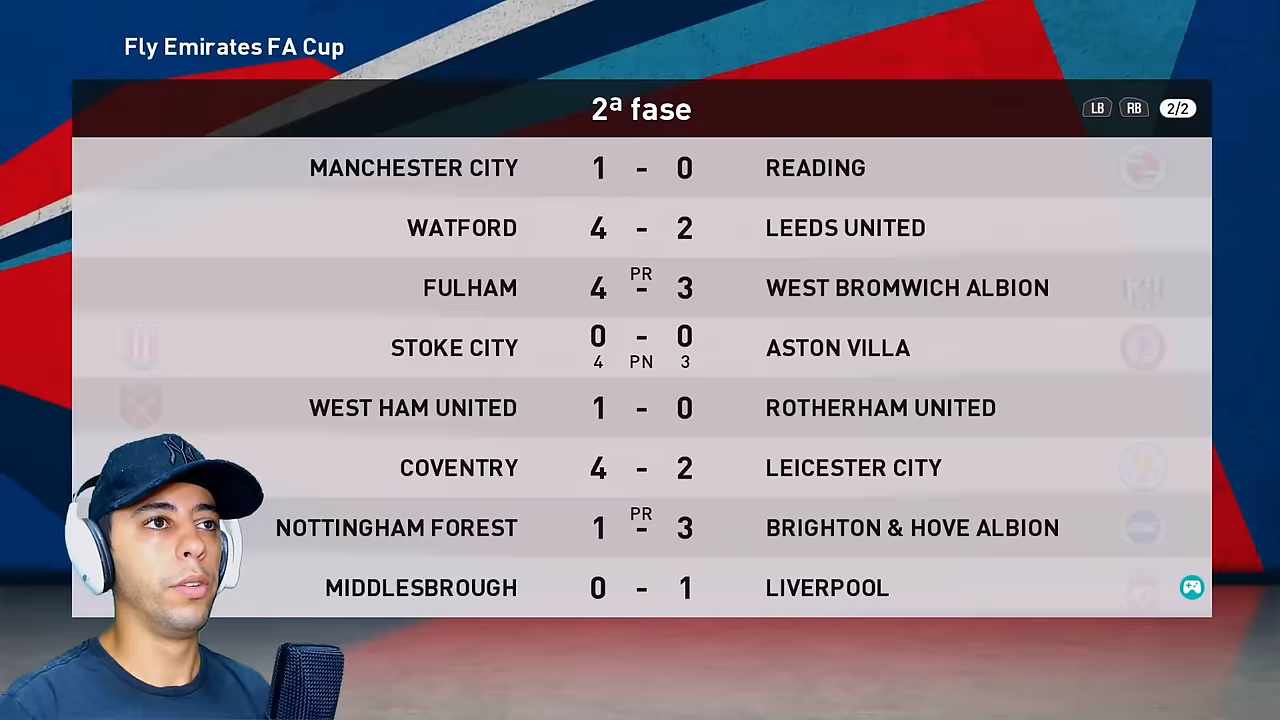 Fly Emirates FA Cup
2ª fase LB RB 2/2
MANCHESTER CITY 1 - 0 READING
WATFORD 4 - 2 LEEDS UNITED
PR
FULHAM 4 - 3 WEST BROMWICH ALBION
STOKE CITY 0 - 0 ASTON VILLA
4 PN 3
WEST HAM UNITED 1 - 0 ROTHERHAM UNITED
COVENTRY 4 - 2 LEICESTER CITY
PR
NOTTINGHAM FOREST 1 - 3 BRIGHTON & HOVE ALBION
MIDDLESBROUGH 0 - 1 LIVERPOOL